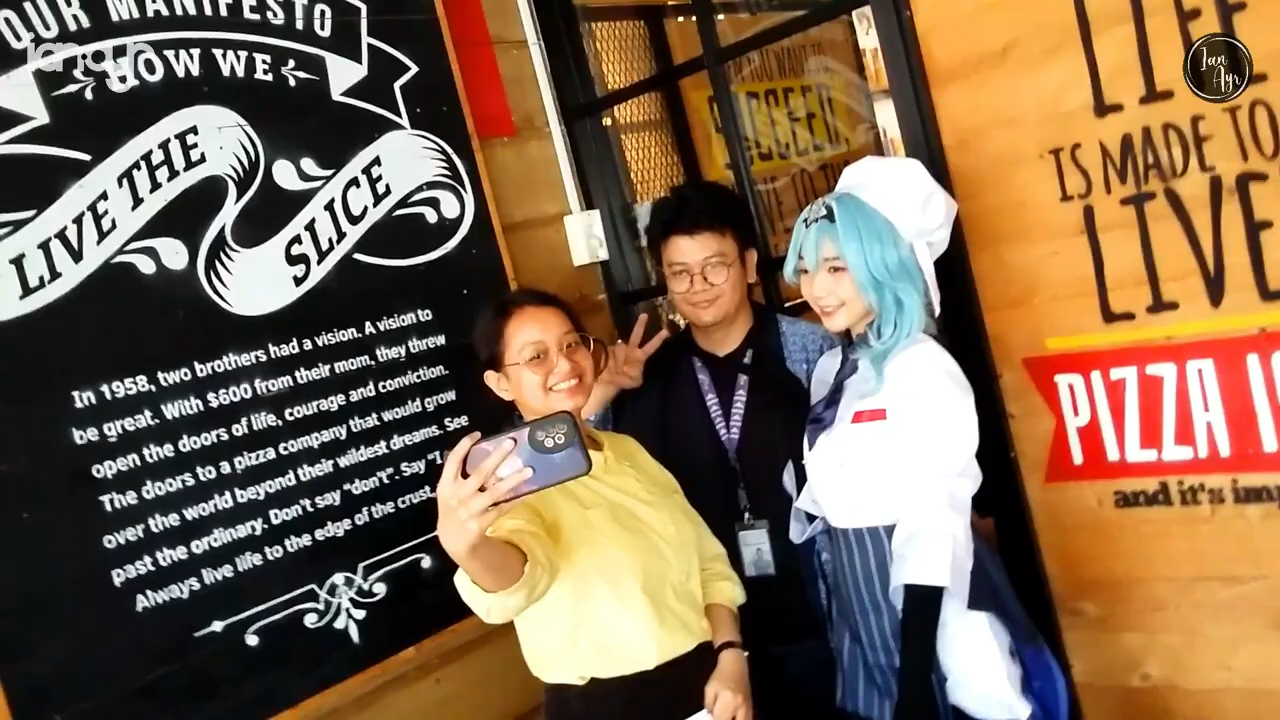 OUR MANIFESTO
HOW WE
LIVE THE
SLICE
In 1958, two brothers had a vision. A vision to
be great. With $600 from their mom, they threw
open the doors of life, courage and conviction.
The doors to a pizza company that would grow
over the world beyond their wildest dreams. See
past the ordinary. Don't say "don't". Say "I
Always live life to the edge of the crust.
YOU WANT TO
SUCCEED,
LIFE
IS MADE TO
LIVE
PIZZA
and it's
Ian
Ayr